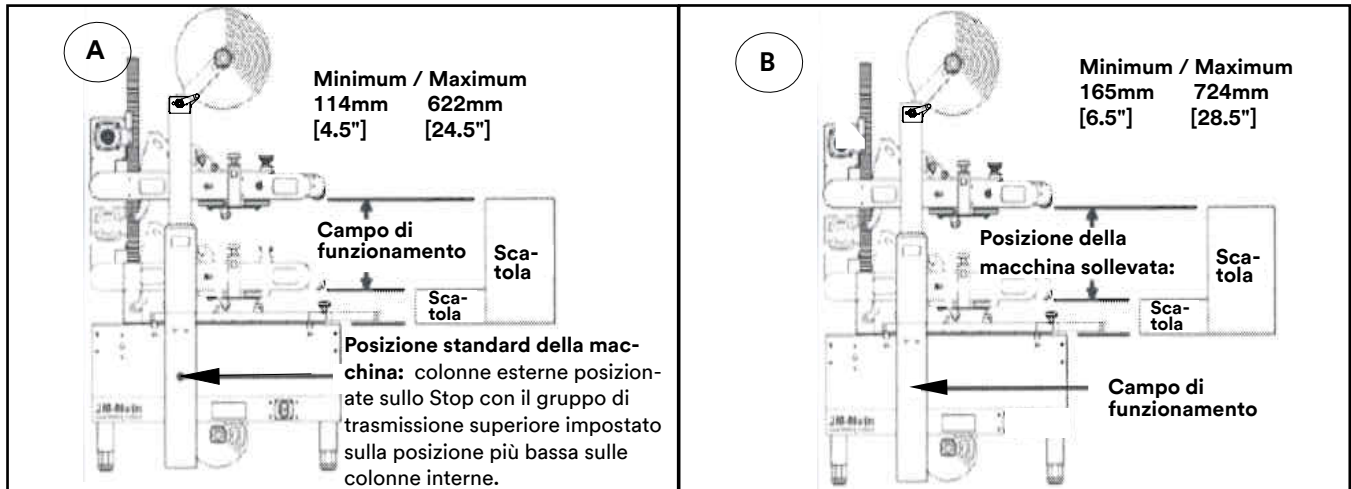 A
Minimum / Maximum
114mm 622mm
[4.5"] [24.5"]
Campo di
funzionamento
Sca-
tola
Sca-
tola
Posizione standard della mac-
china: colonne esterne posizion-
ate sullo Stop con il gruppo di
trasmissione superiore impostato
sulla posizione più bassa sulle
colonne interne.
B
Minimum / Maximum
165mm 724mm
[6.5"] [28.5"]
Posizione della
macchina sollevata:
Sca-
tola
Sca-
tola
Campo di
funzionamento